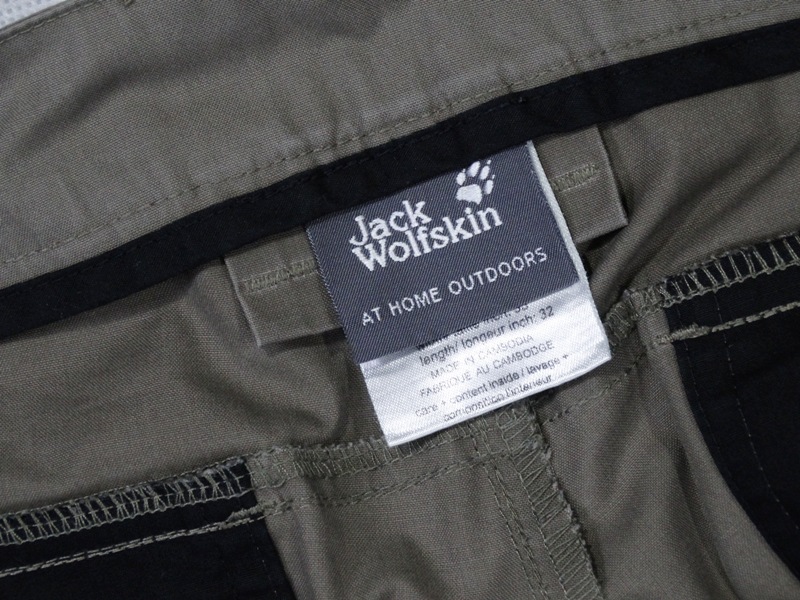 Jack
Wolfskin
AT HOME OUTDOORS
length/ longeur inch: 32
MADE IN CAMBODIA
FABRIQUE AU CAMBODGE
care + content inside / lavage +
composition l'interieur